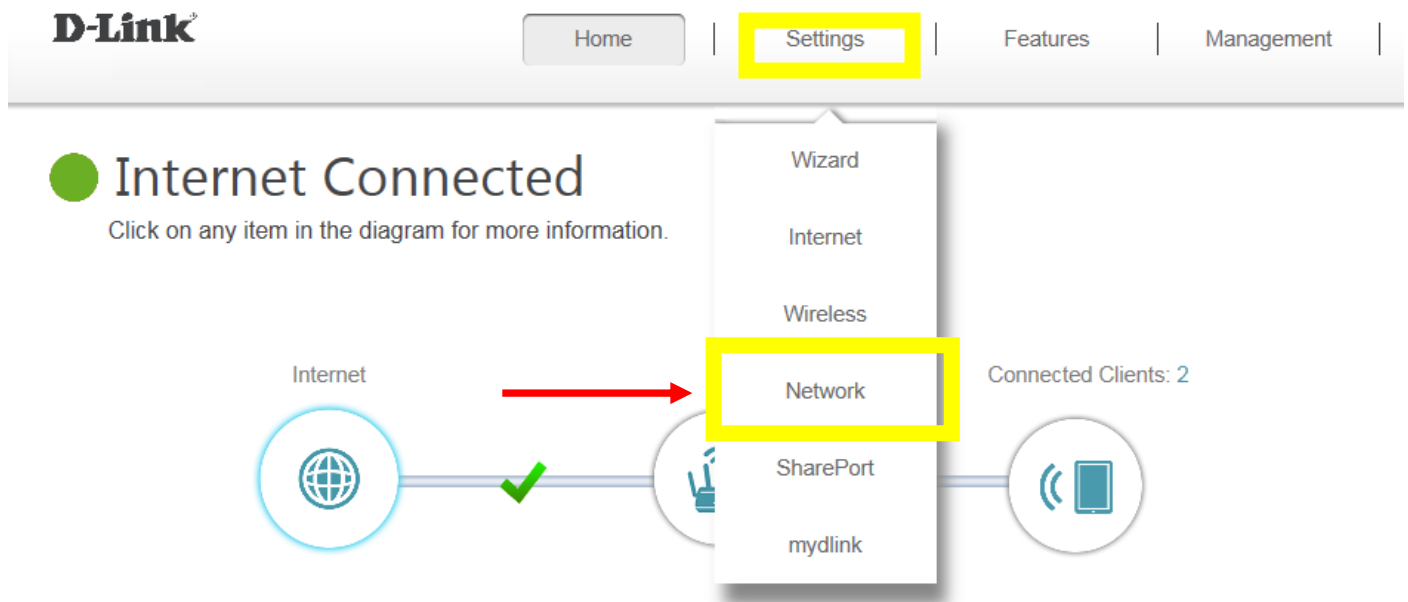 D-Link
Home
Settings
Features
Management
Internet Connected
Click on any item in the diagram for more information.
Wizard
Internet
Wireless
Network
SharePort
mydlink
Internet
Connected Clients: 2